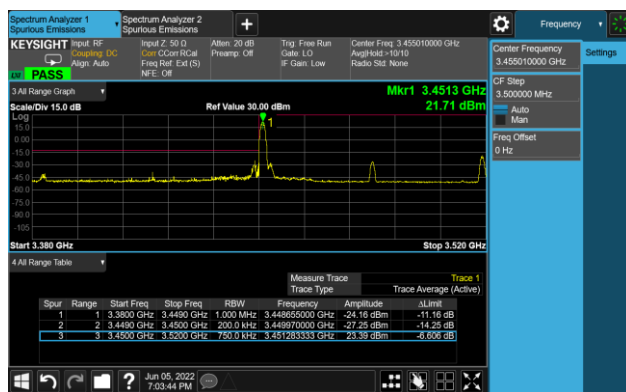 Spectrum Analyzer 1
Spurious Emissions
Spectrum Analyzer 2
Spurious Emissions
+
Frequency
KEYSIGHT
Input: RF
Coupling: DC
Align: Auto
Input Z: 50 Ω
Corr CCorr RCal
Freq Ref: Ext (S)
NFE: Off
Atten: 20 dB
Preamp: Off
Trig: Free Run
Gate: LO
IF Gain: Low
Center Freq: 3.455010000 GHz
Avg|Hold:>10/10
Radio Std: None
PASS
Center Frequency
3.455010000 GHz
Settings
CF Step
3.500000 MHz
Auto
Man
Freq Offset
0 Hz
3 All Range Graph
Mkr1 3.4513 GHz
Scale/Div 15.0 dB
Ref Value 30.00 dBm
21.71 dBm
Log
1
15.0
0.00
-15.0
-30.0
-45.0
-60.0
-75.0
-90.0
-105
Start 3.380 GHz
Stop 3.520 GHz
4 All Range Table
Measure Trace Trace 1
Trace Type Trace Average (Active)
Spur Range Start Freq Stop Freq RBW Frequency Amplitude ΔLimit
1 1 3.3800 GHz 3.4490 GHz 1.000 MHz 3.448655000 GHz -24.16 dBm -11.16 dB
2 2 3.4490 GHz 3.4500 GHz 200.0 kHz 3.449970000 GHz -27.25 dBm -14.25 dB
3 3 3.4500 GHz 3.5200 GHz 750.0 kHz 3.451283333 GHz 23.39 dBm -6.606 dB
?
Jun 05, 2022
7:03:44 PM